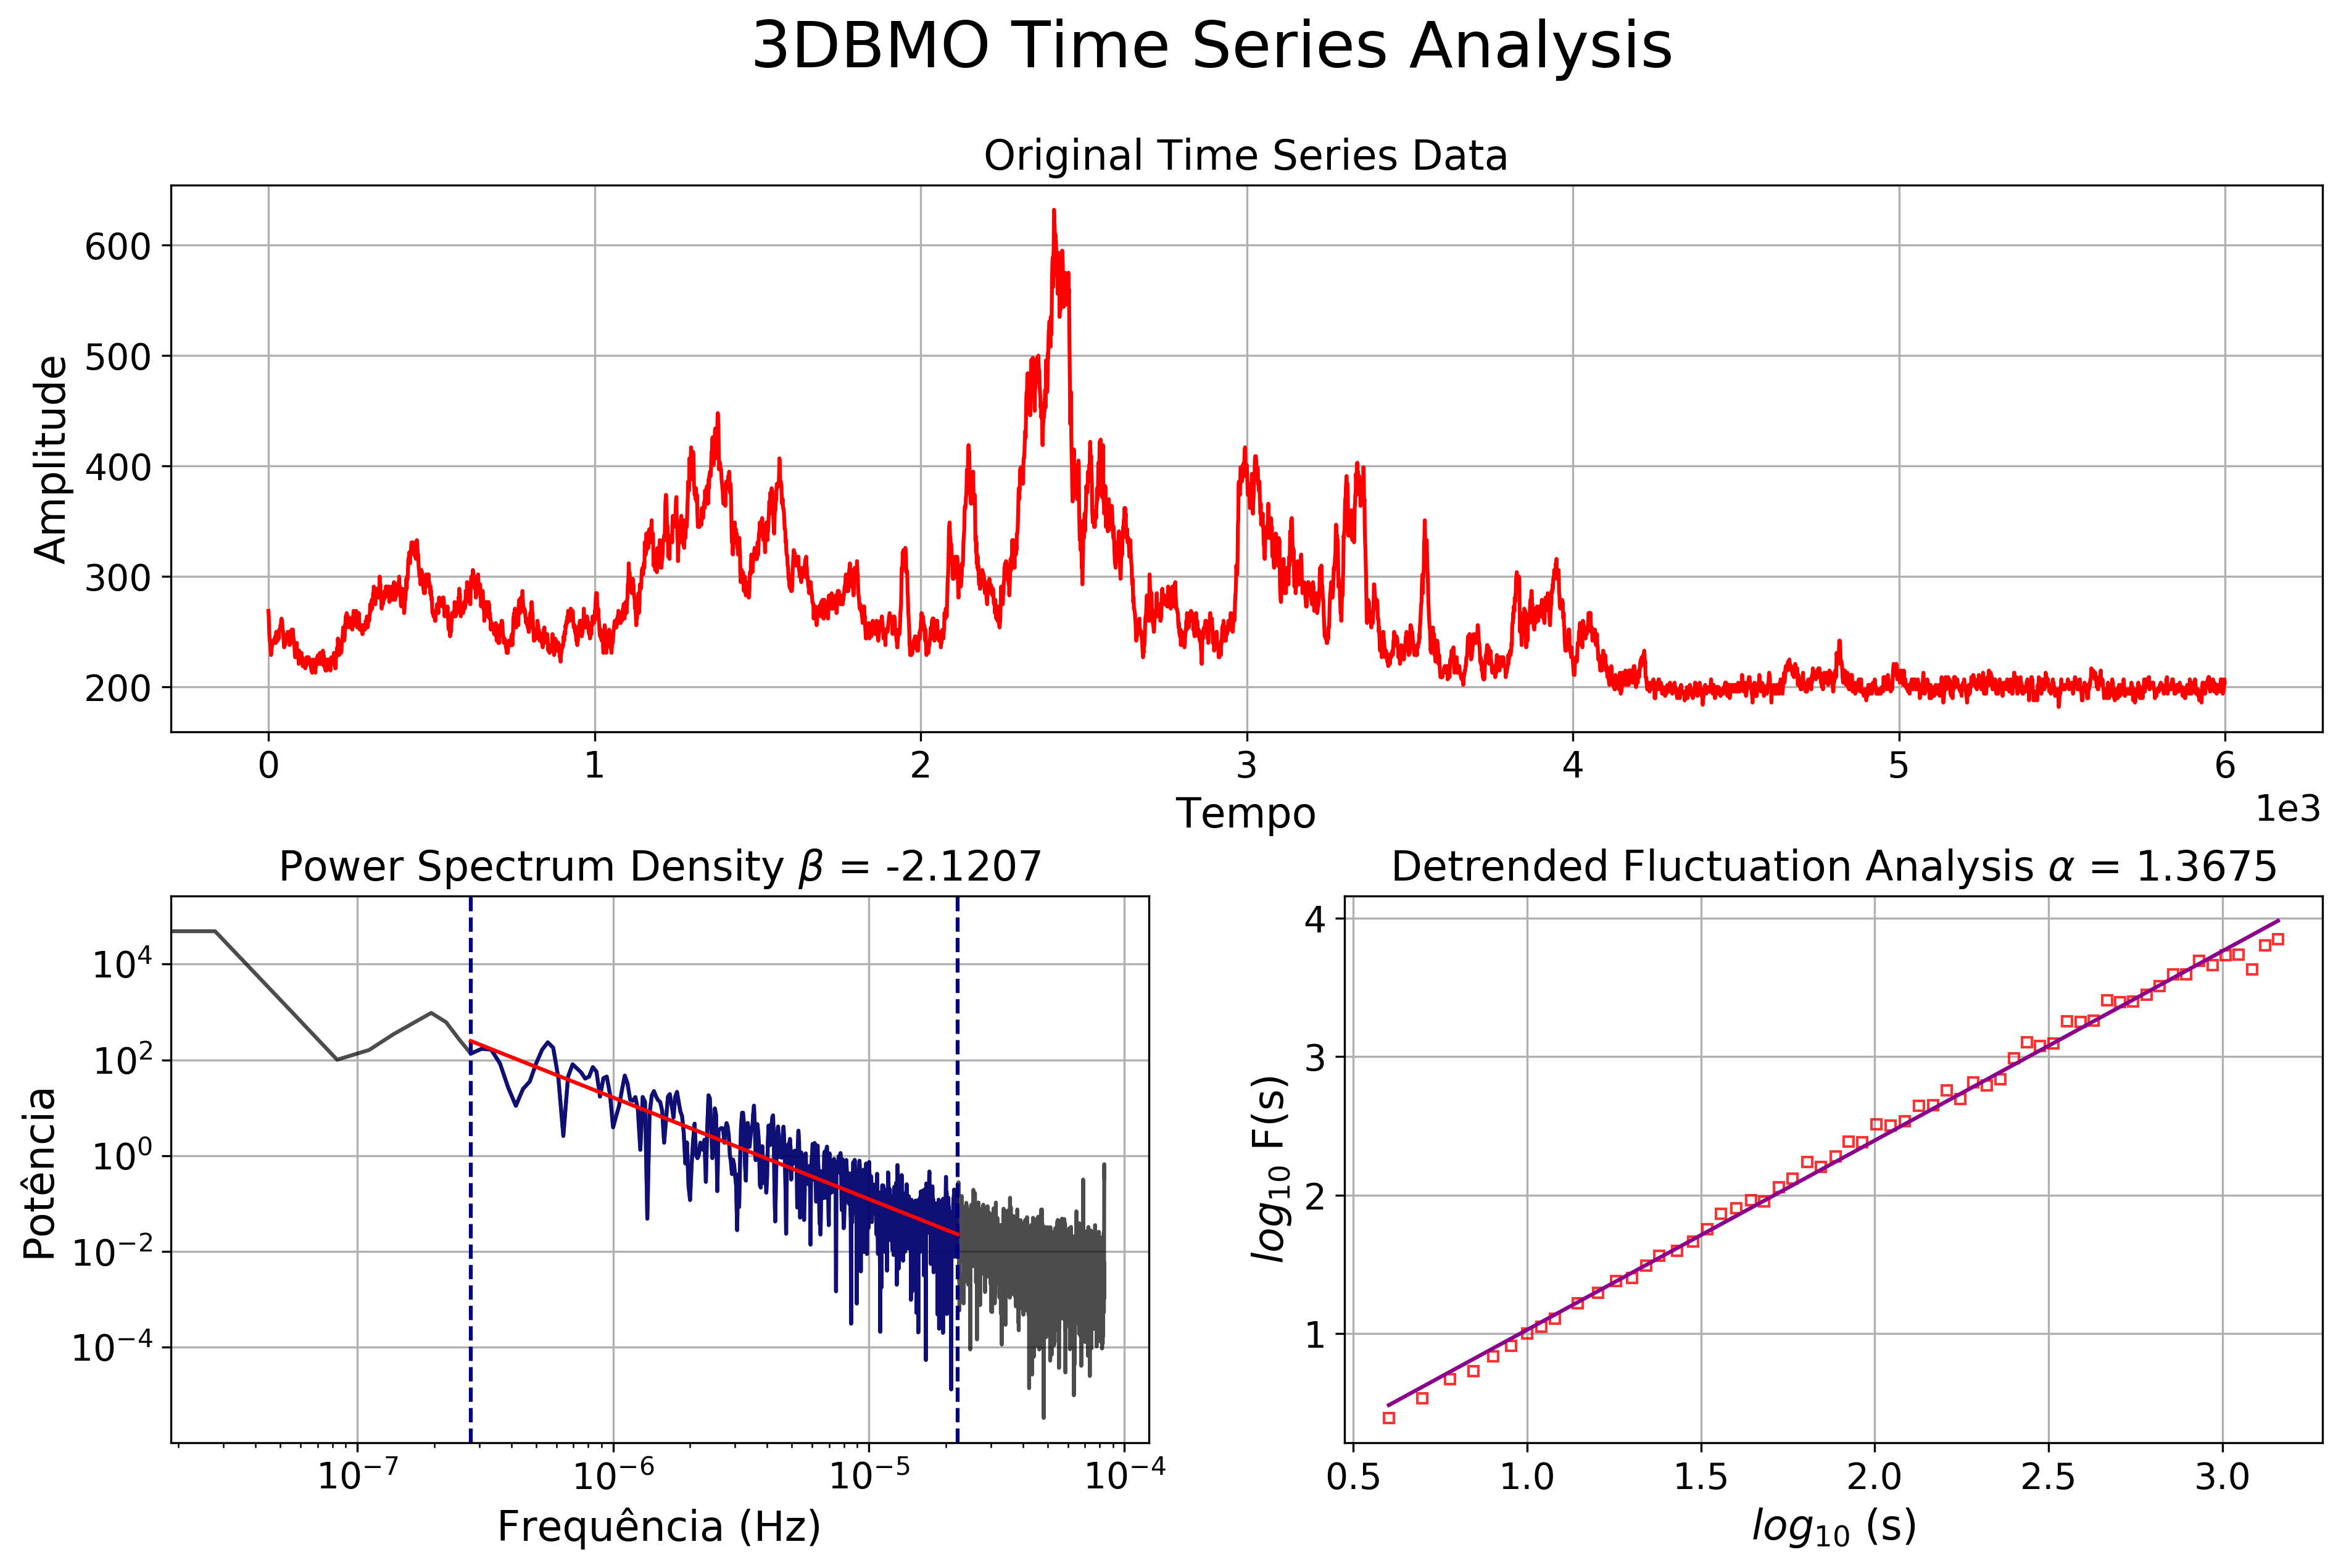 3DBMO Time Series Analysis
Original Time Series Data
Amplitude
600
500
400
300
200
0 1 2 3 4 5 6
1e3
Tempo
Power Spectrum Density β = -2.1207
Potência
10⁴
10²
10⁰
10⁻²
10⁻⁴
10⁻⁷ 10⁻⁶ 10⁻⁵ 10⁻⁴
Frequência (Hz)
Detrended Fluctuation Analysis α = 1.3675
log₁₀ F(s)
4
3
2
1
0.5 1.0 1.5 2.0 2.5 3.0
log₁₀ (s)